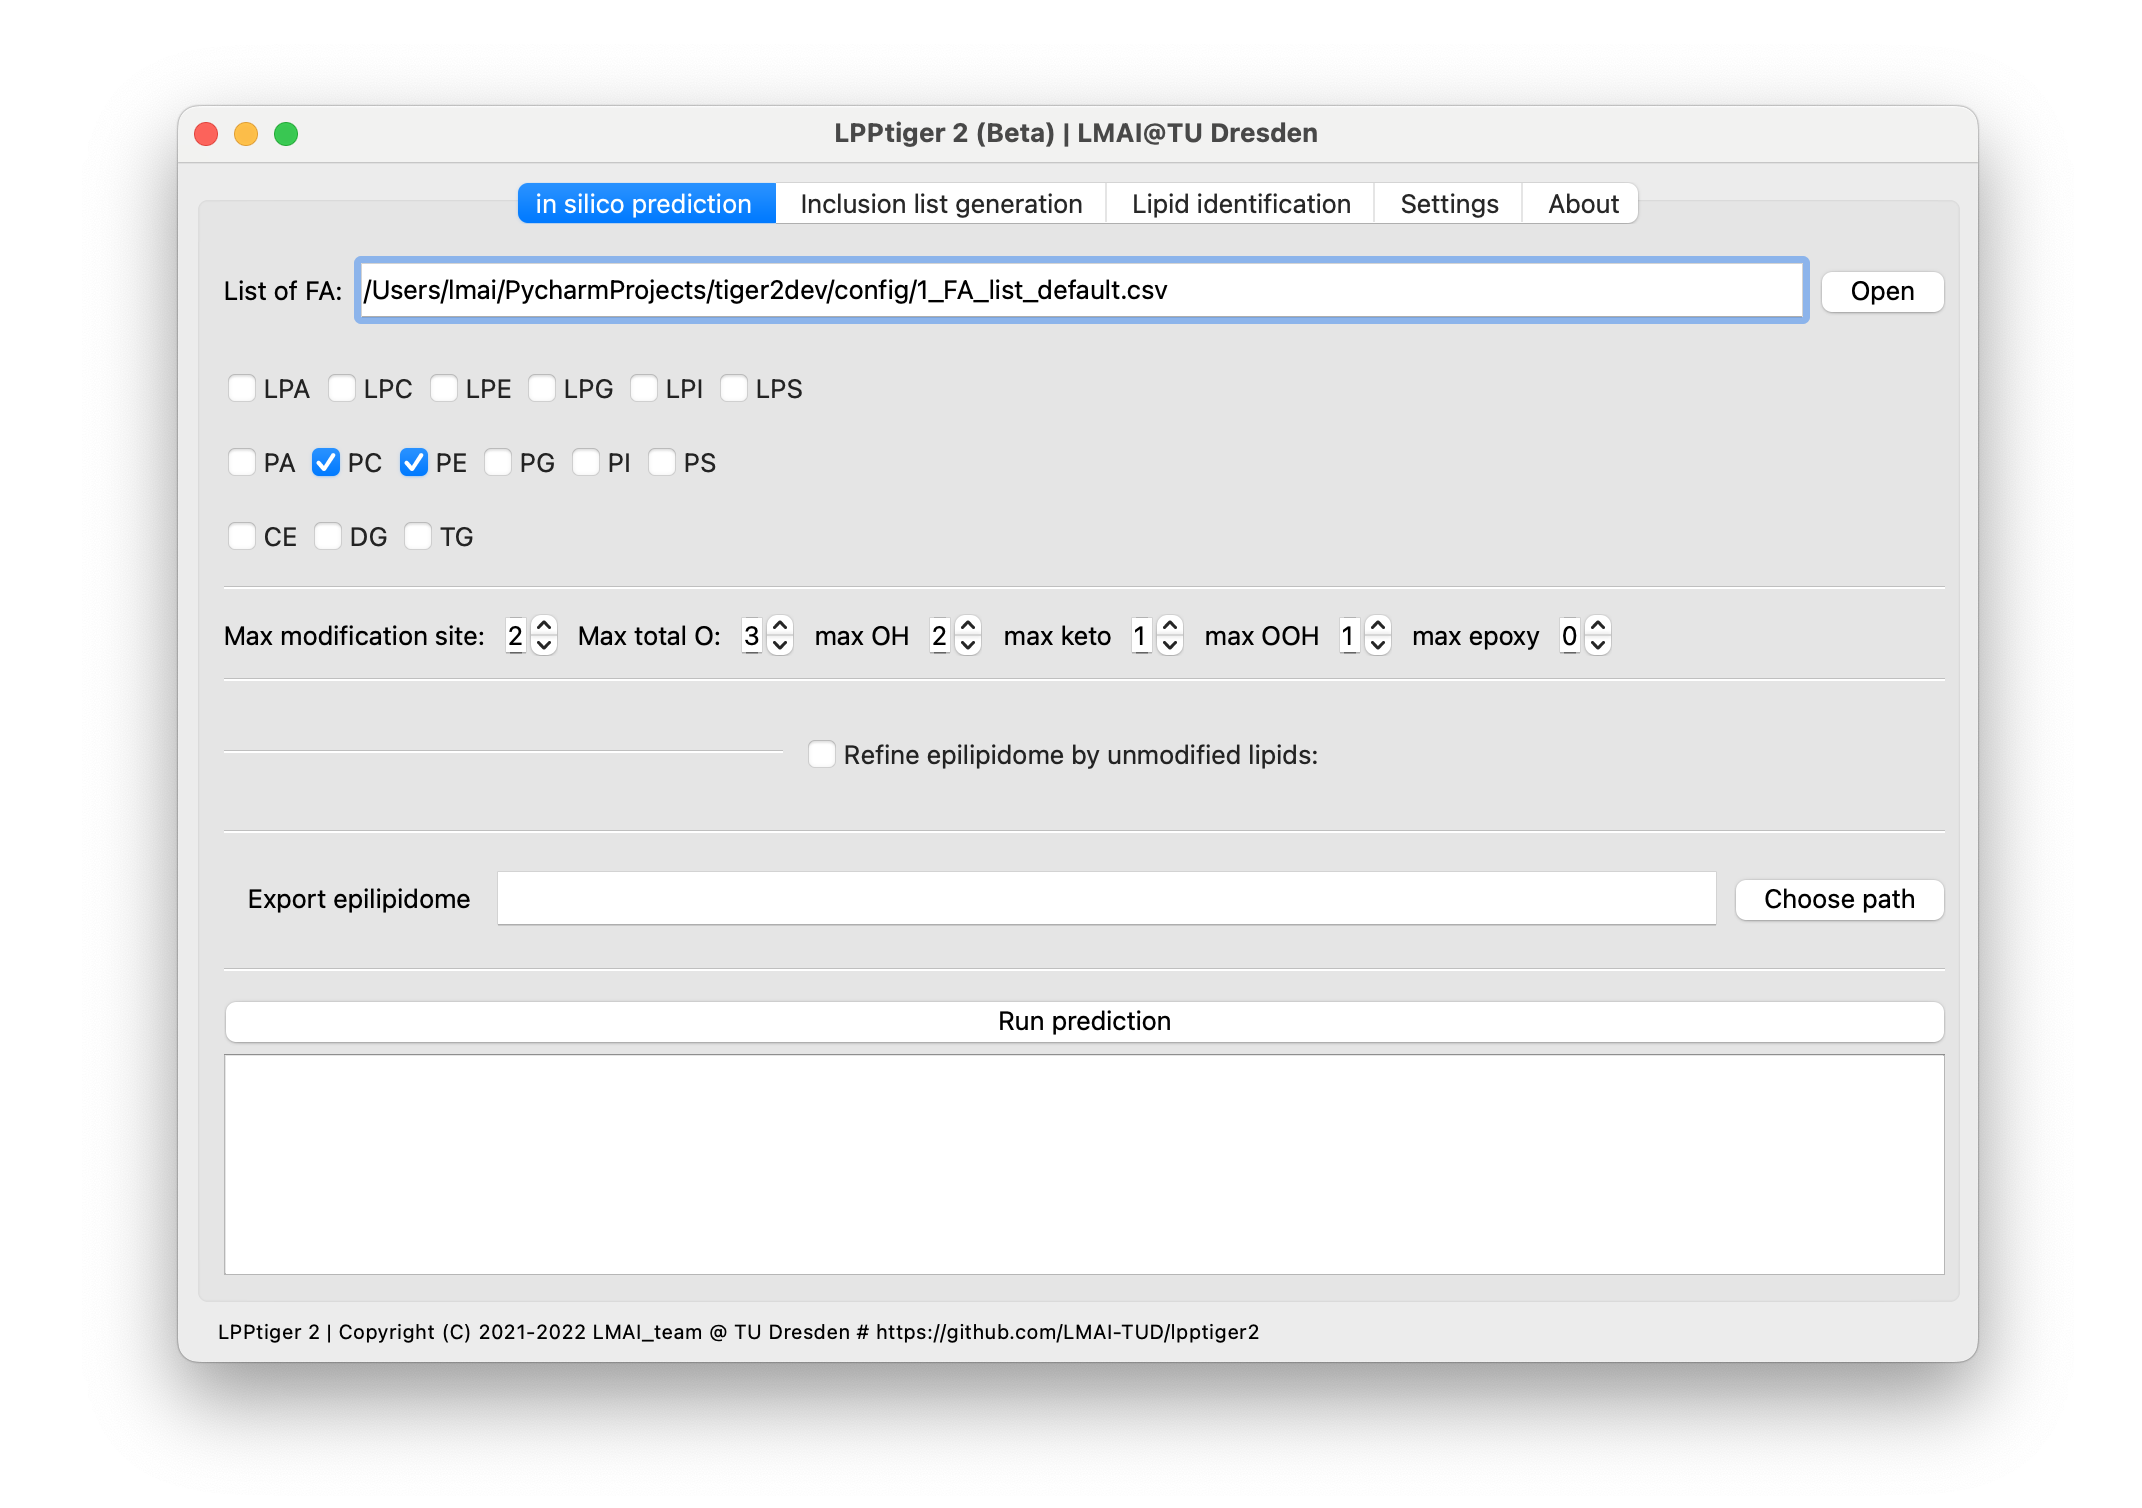 LPPtiger 2 (Beta) | LMAI@TU Dresden
in silico prediction Inclusion list generation Lipid identification Settings About
List of FA: /Users/lmai/PycharmProjects/tiger2dev/config/1_FA_list_default.csv Open
LPA LPC LPE LPG LPI LPS
PA PC PE PG PI PS
CE DG TG
Max modification site: 2 Max total O: 3 max OH 2 max keto 1 max OOH 1 max epoxy 0
Refine epilipidome by unmodified lipids:
Export epilipidome Choose path
Run prediction
LPPtiger 2 | Copyright (C) 2021-2022 LMAI_team @ TU Dresden # https://github.com/LMAI-TUD/lpptiger2